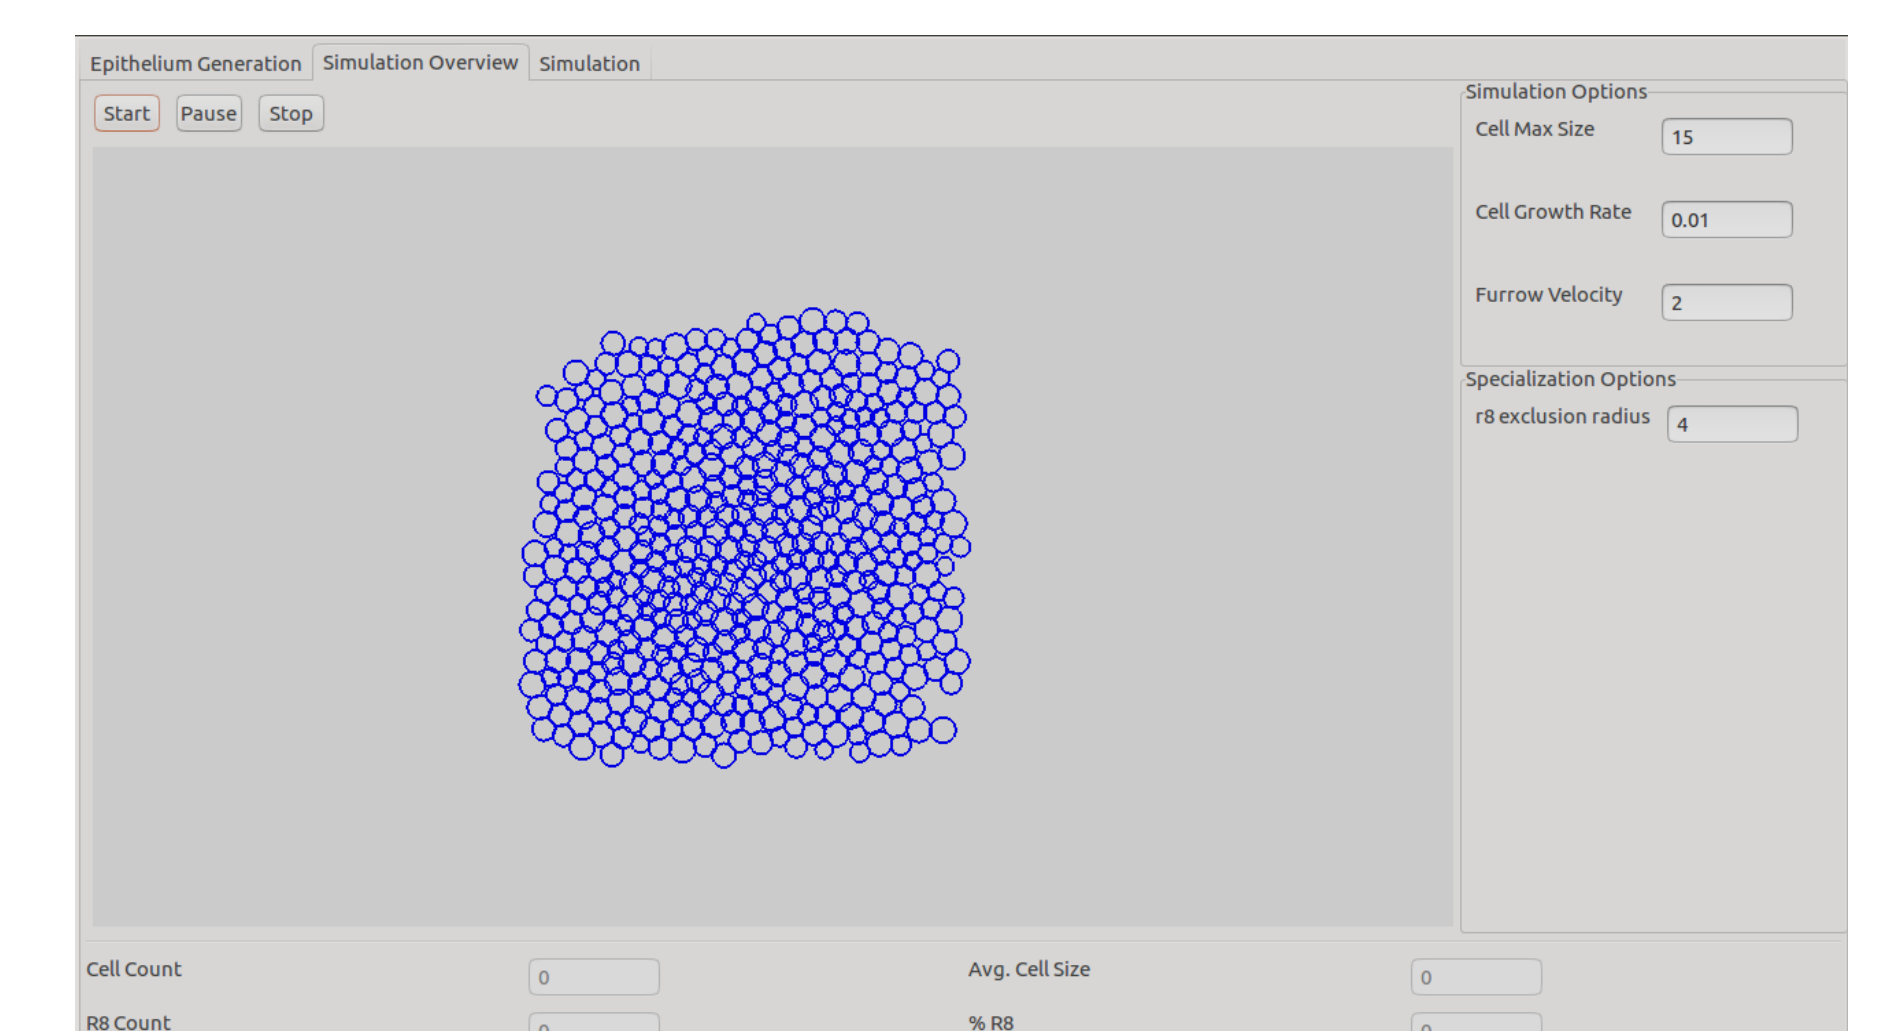 Epithelium Generation Simulation Overview Simulation
Start Pause Stop
Simulation Options
Cell Max Size 15
Cell Growth Rate 0.01
Furrow Velocity 2
Specialization Options
r8 exclusion radius 4
Cell Count 0 Avg. Cell Size 0
R8 Count 0 % R8 0